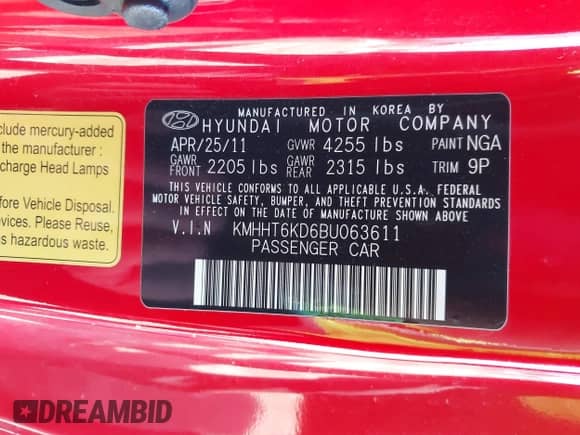 nclude mercury-added
the manufacturer :
scharge Head Lamps
fore Vehicle Disposal.
evices. Please Reuse,
s hazardous waste.
MANUFACTURED IN KOREA BY
HYUNDAI MOTOR COMPANY
APR/25/11 GVWR 4255 lbs PAINT NGA
GAWR FRONT 2205 lbs GAWR REAR 2315 lbs TRIM 9P
THIS VEHICLE CONFORMS TO ALL APPLICABLE U.S.A. FEDERAL
MOTOR VEHICLE SAFETY, BUMPER, AND THEFT PREVENTION STANDARDS
IN EFFECT ON THE DATE OF MANUFACTURE SHOWN ABOVE
V.I.N KMHHT6KD6BU063611
PASSENGER CAR
DREAMBID